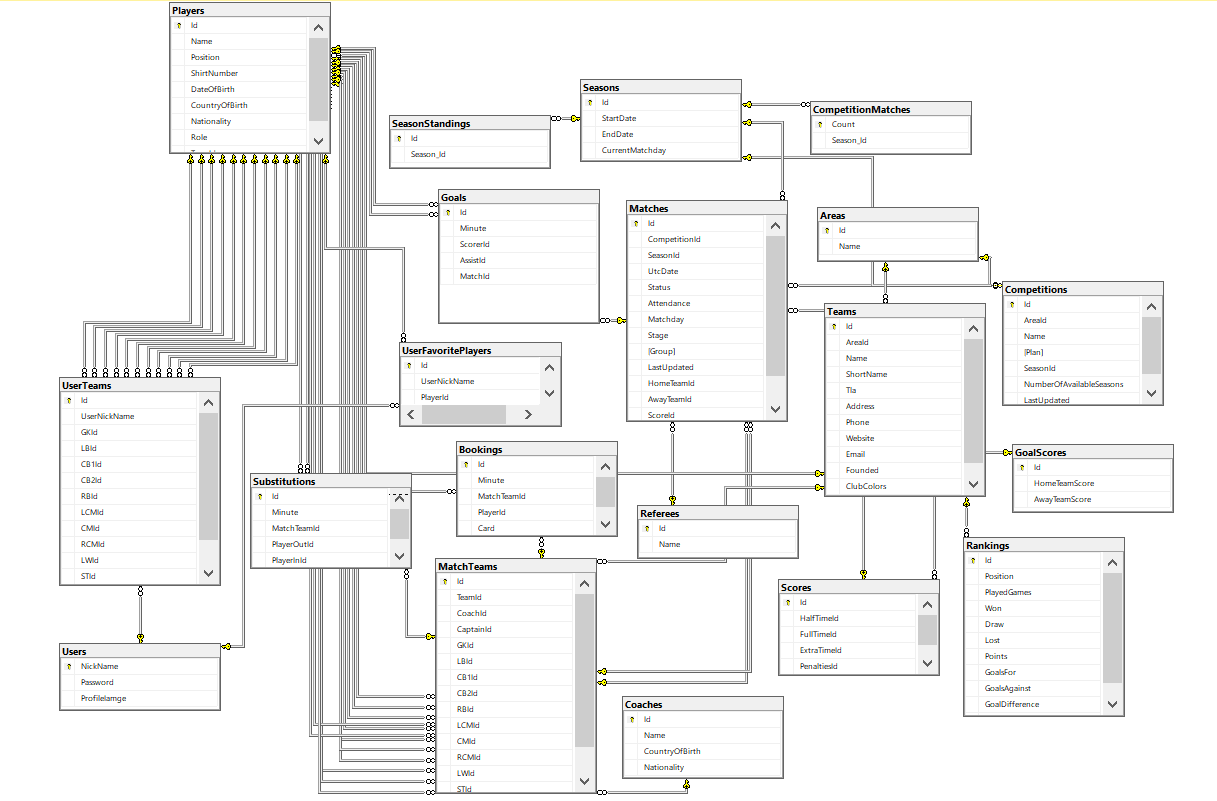 Players
Id
Name
Position
ShirtNumber
DateOfBirth
CountryOfBirth
Nationality
Role
Seasons
Id
StartDate
EndDate
CurrentMatchday
SeasonStandings
Id
Season_Id
CompetitionMatches
Count
Season_Id
Goals
Id
Minute
ScorerId
AssistId
MatchId
Matches
Id
CompetitionId
SeasonId
UtcDate
Status
Attendance
Matchday
Stage
[Group]
LastUpdated
HomeTeamId
AwayTeamId
ScoreId
Areas
Id
Name
Competitions
Id
AreaId
Name
[Plan]
SeasonId
NumberOfAvailableSeasons
LastUpdated
Teams
Id
AreaId
Name
ShortName
Tla
Address
Phone
Website
Email
Founded
ClubColors
UserFavoritePlayers
Id
UserNickName
PlayerId
UserTeams
Id
UserNickName
GKId
LBId
CB1Id
CB2Id
RBId
LCMId
CMId
RCMId
LWId
STId
Bookings
Id
Minute
MatchTeamId
PlayerId
Card
GoalScores
Id
HomeTeamScore
AwayTeamScore
Substitutions
Id
Minute
MatchTeamId
PlayerOutId
PlayerInId
Referees
Id
Name
Rankings
Id
Position
PlayedGames
Won
Draw
Lost
Points
GoalsFor
GoalsAgainst
GoalDifference
MatchTeams
Id
TeamId
CoachId
CaptainId
GKId
LBId
CB1Id
CB2Id
RBId
LCMId
CMId
RCMId
LWId
STId
Scores
Id
HalfTimeId
FullTimeId
ExtraTimeId
PenaltiesId
Users
NickName
Password
ProfileIamge
Coaches
Id
Name
CountryOfBirth
Nationality